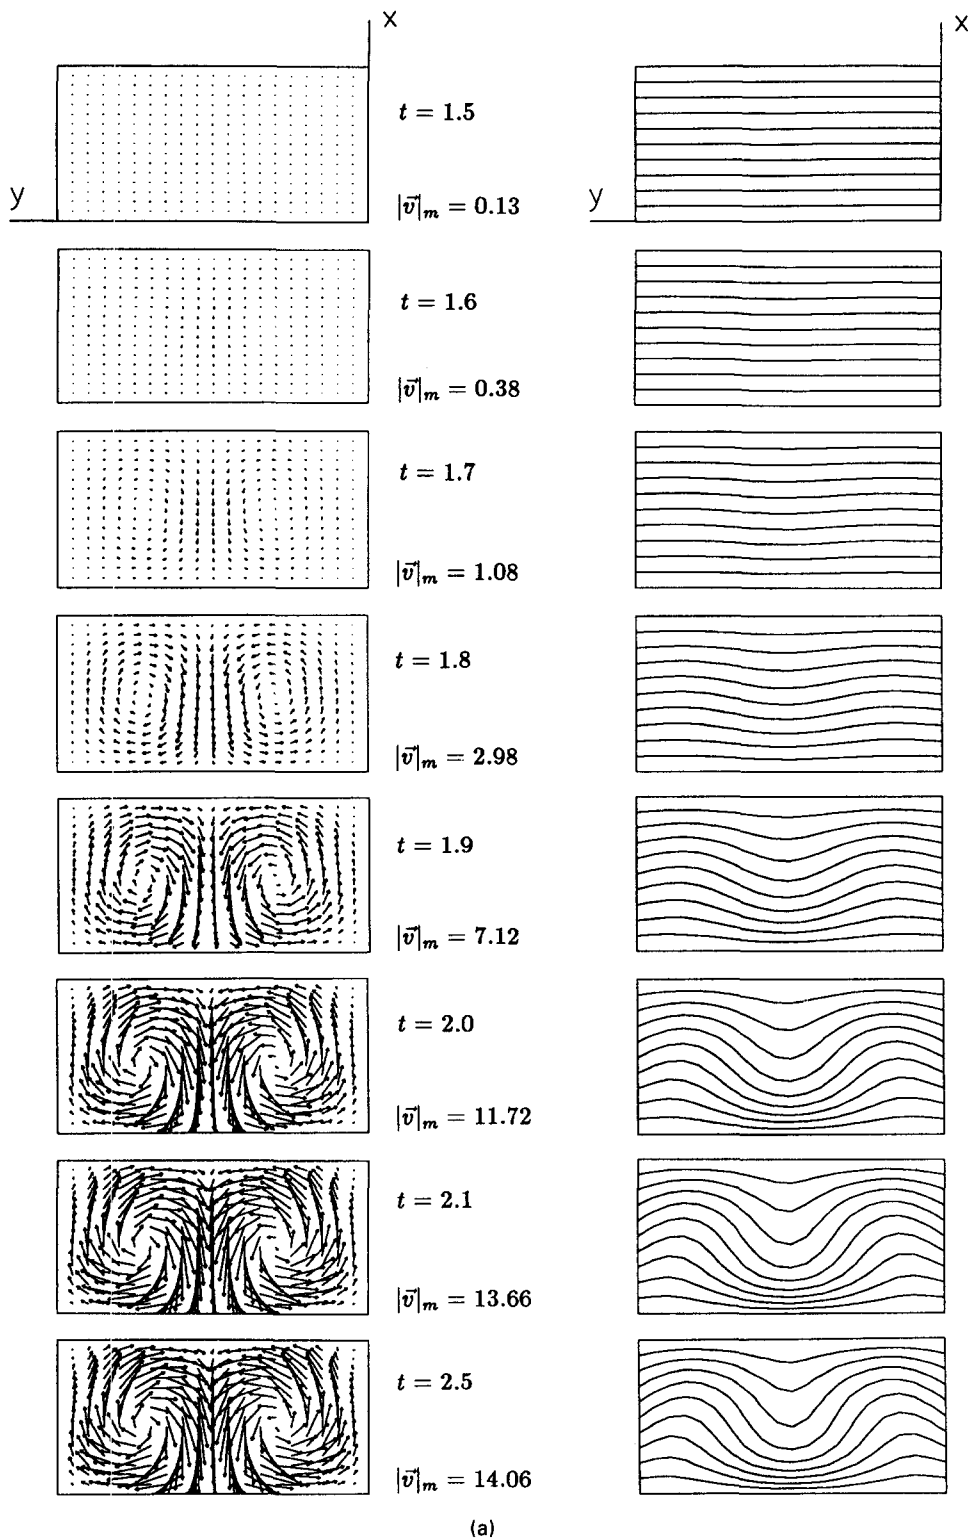 x
x
t = 1.5
y
|v⃗|ₘ = 0.13
y
t = 1.6
|v⃗|ₘ = 0.38
t = 1.7
|v⃗|ₘ = 1.08
t = 1.8
|v⃗|ₘ = 2.98
t = 1.9
|v⃗|ₘ = 7.12
t = 2.0
|v⃗|ₘ = 11.72
t = 2.1
|v⃗|ₘ = 13.66
t = 2.5
|v⃗|ₘ = 14.06
(a)